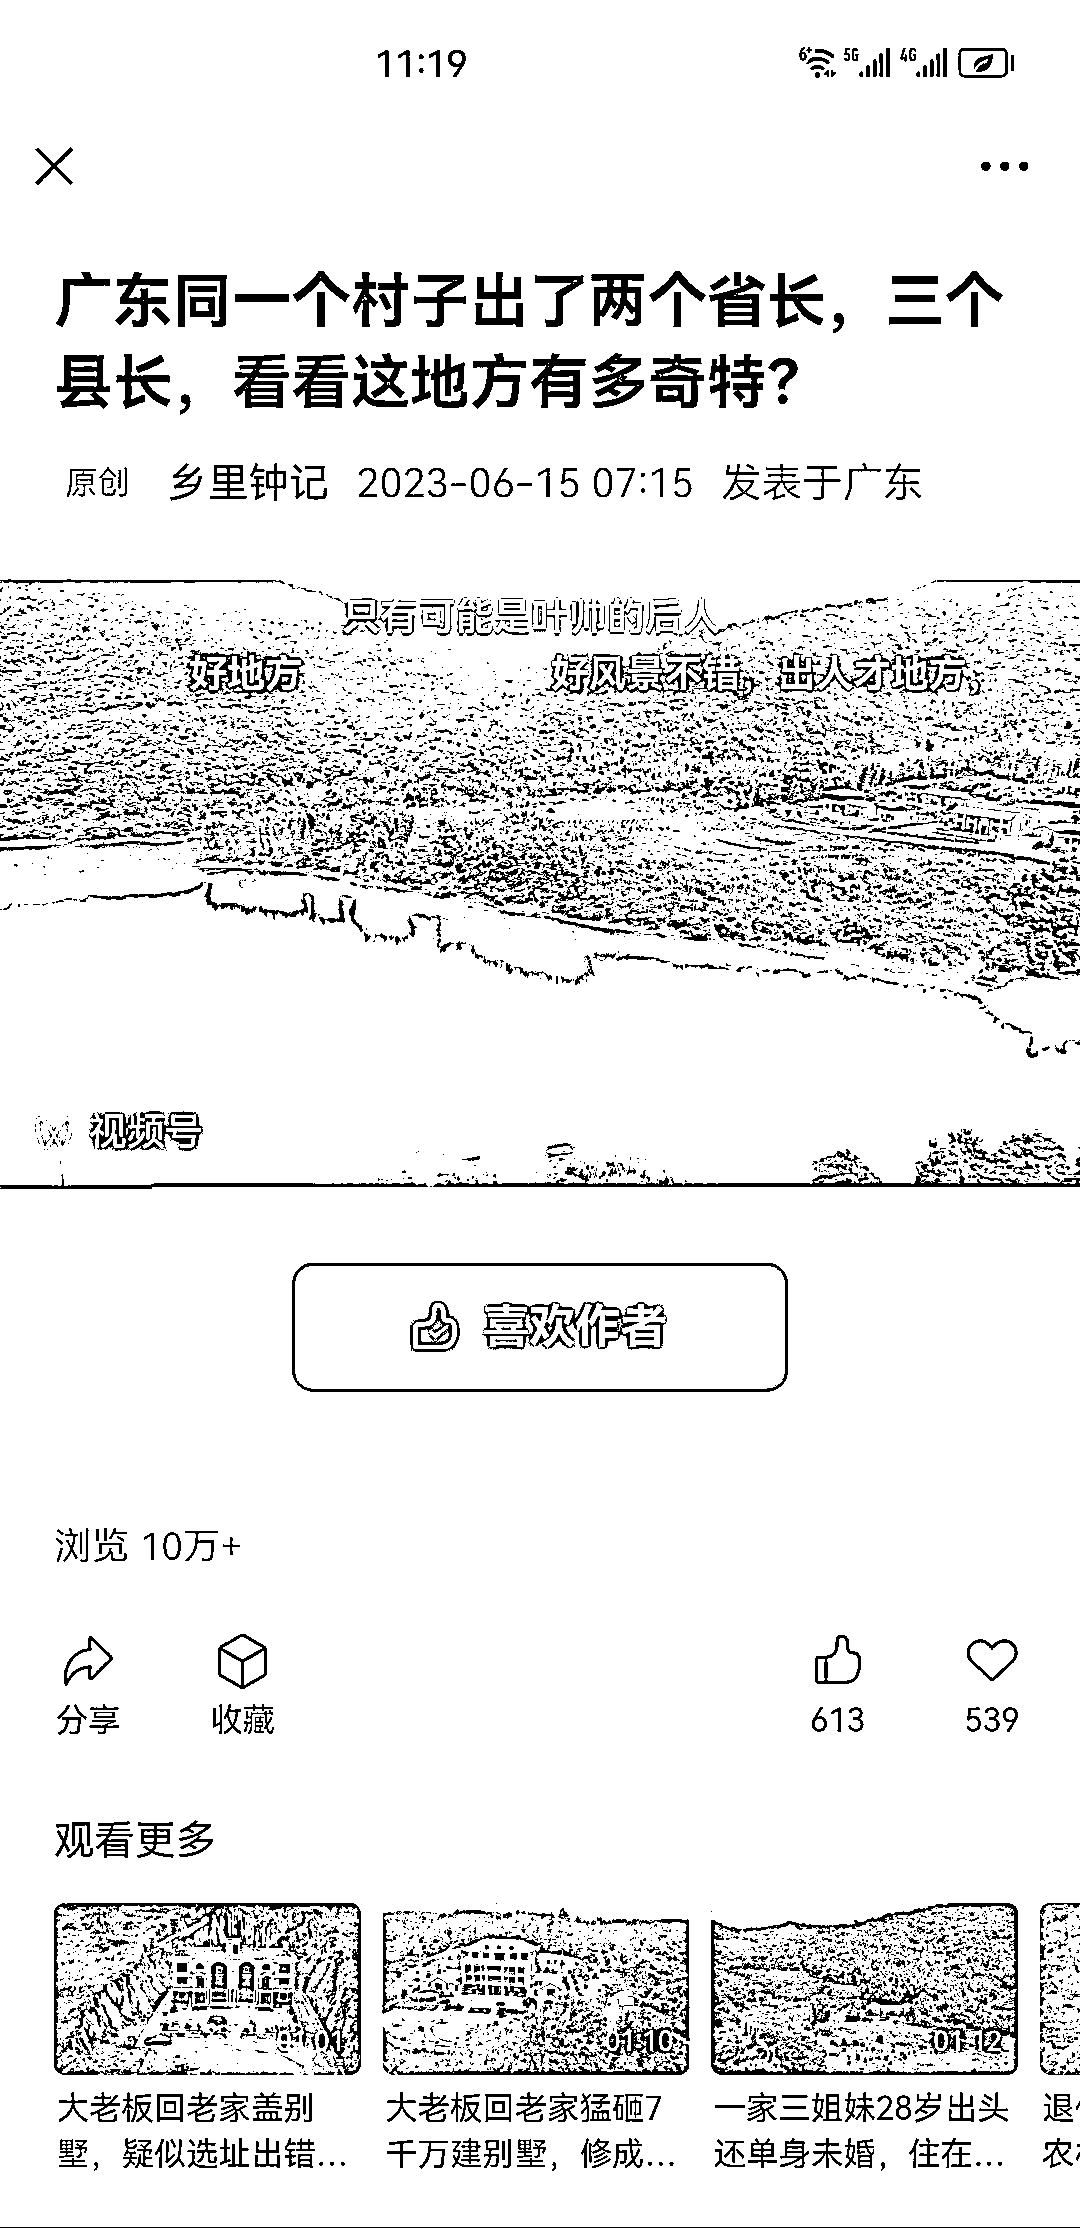 11:19
6+ 5G 4G
广东同一个村子出了两个省长，三个
县长，看看这地方有多奇特？
原创 乡里钟记 2023-06-15 07:15 发表于广东
只有可能是叶帅的后人
好地方 好风景不错，出人才地方，
视频号
喜欢作者
浏览 10万+
分享 收藏 613 539
观看更多
01:01 01:10 01:12
大老板回老家盖别 大老板回老家猛砸7 一家三姐妹28岁出头
墅，疑似选址出错... 千万建别墅，修成... 还单身未婚，住在...